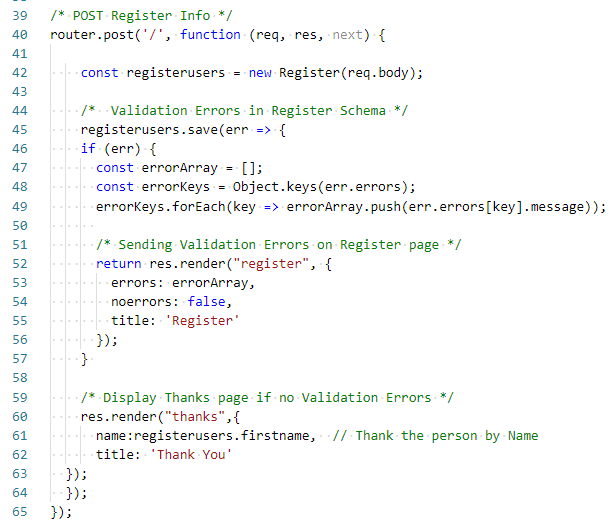 39 /* POST Register Info */
40 router.post('/', function (req, res, next) {
41
42     const registerusers = new Register(req.body);
43
44     /*  Validation Errors in Register Schema */
45     registerusers.save(err => {
46     if (err) {
47       const errorArray = [];
48       const errorKeys = Object.keys(err.errors);
49       errorKeys.forEach(key => errorArray.push(err.errors[key].message));
50
51       /* Sending Validation Errors on Register page */
52       return res.render("register", {
53         errors: errorArray,
54         noerrors: false,
55         title: 'Register'
56       });
57     }
58
59     /* Display Thanks page if no Validation Errors */
60     res.render("thanks",{
61       name:registerusers.firstname,  // Thank the person by Name
62       title: 'Thank You'
63   });
64   });
65 });